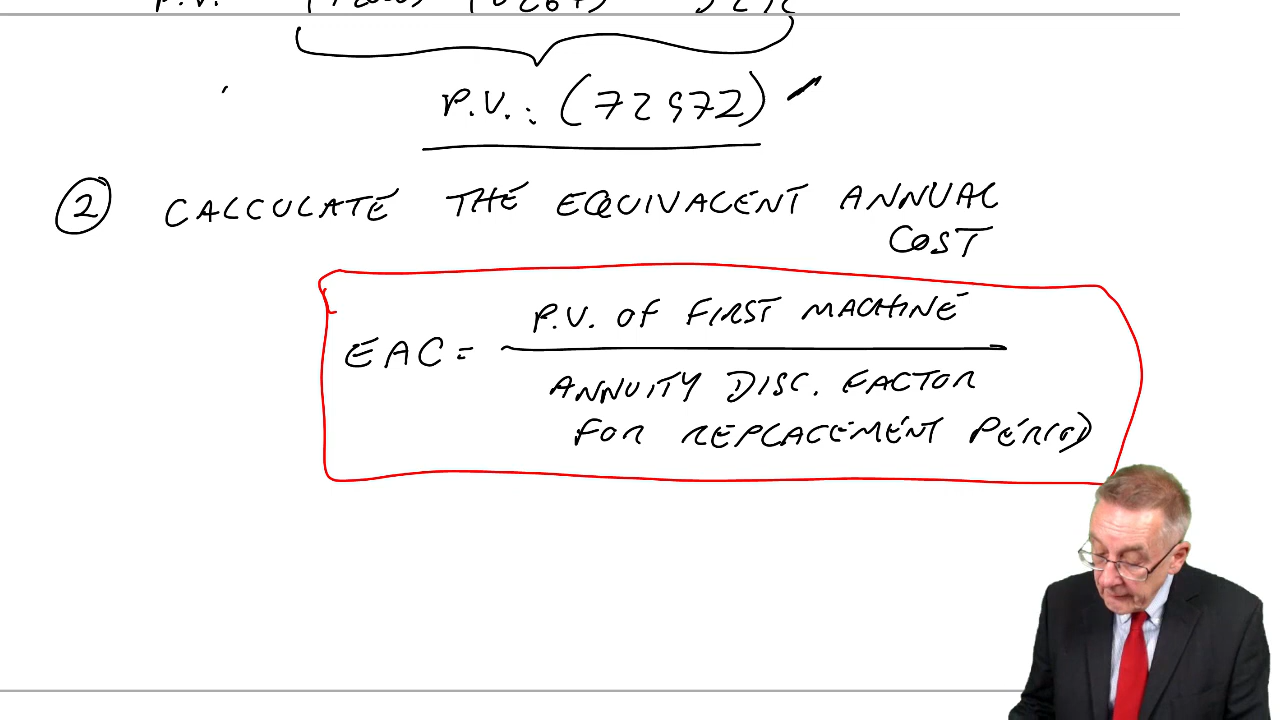 P.V.
P.V.: (72972)
② CALCULATE THE EQUIVALENT ANNUAL
COST
P.V. OF FIRST MACHINE
EAC =
ANNUITY DISC. FACTOR
FOR REPLACEMENT PERIOD